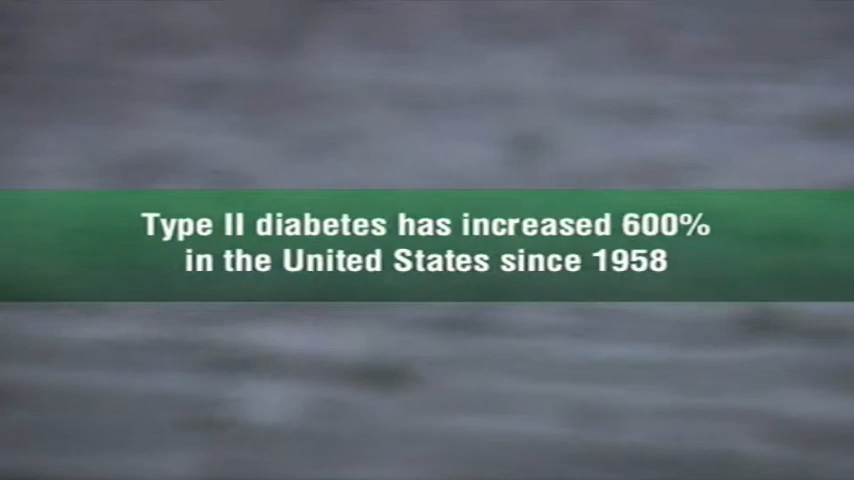 Type II diabetes has increased 600%
in the United States since 1958